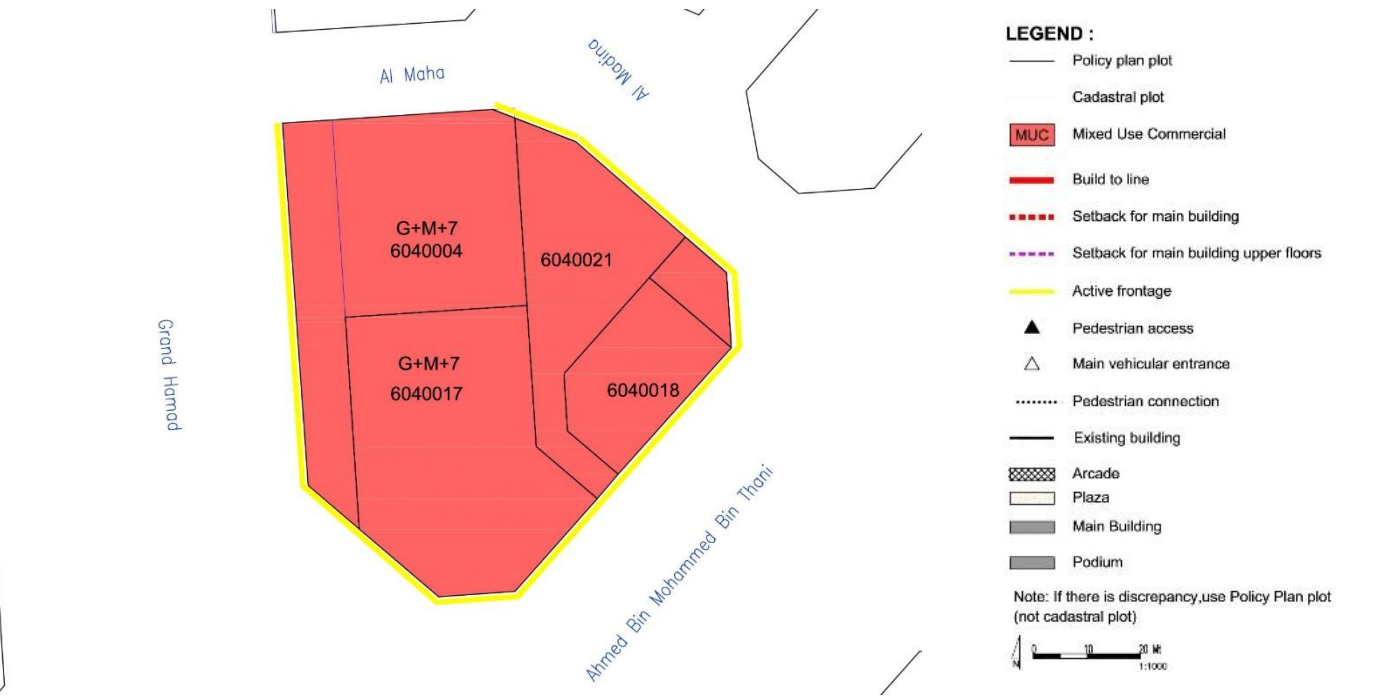 Al Maha
Al Madina
G+M+7
6040004
6040021
G+M+7
6040017
6040018
Grand Hamad
Ahmed Bin Mohammed Bin Thani
LEGEND :
Policy plan plot
Cadastral plot
MUC Mixed Use Commercial
Build to line
Setback for main building
Setback for main building upper floors
Active frontage
Pedestrian access
Main vehicular entrance
Pedestrian connection
Existing building
Arcade
Plaza
Main Building
Podium
Note: If there is discrepancy,use Policy Plan plot
(not cadastral plot)
N 0 10 20 Mt
1:1000